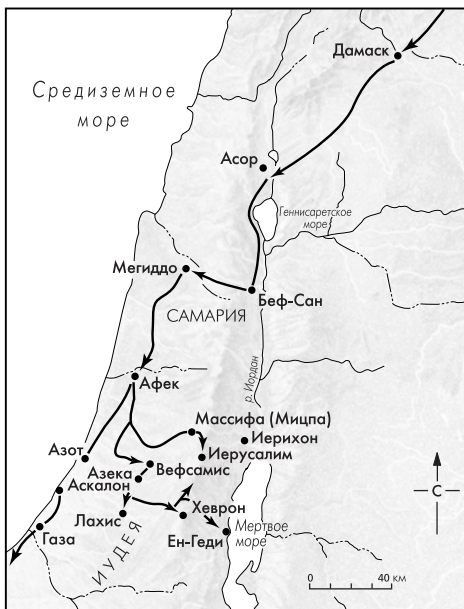 Дамаск
Средиземное
море
Асор
Геннисаретское
море
Мегиддо
Беф-Сан
САМАРИЯ
р. Иордан
Афек
Массифа (Мицпа)
Иерихон
Азот
Иерусалим
Вефсамис
Азека
Аскалон
С
Лахис
Хеврон
Газа
ИУДЕЯ
Мертвое
море
Ен-Геди
0 40 км